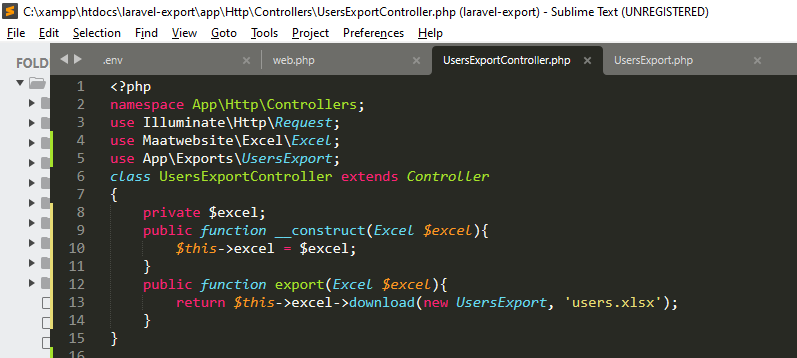 C:\xampp\htdocs\laravel-export\app\Http\Controllers\UsersExportController.php (laravel-export) - Sublime Text (UNREGISTERED)
File Edit Selection Find View Goto Tools Project Preferences Help
FOLD
.env × web.php × UsersExportController.php × UsersExport.php ×
1 <?php
2 namespace App\Http\Controllers;
3 use Illuminate\Http\Request;
4 use Maatwebsite\Excel\Excel;
5 use App\Exports\UsersExport;
6 class UsersExportController extends Controller
7 {
8     private $excel;
9     public function __construct(Excel $excel){
10         $this->excel = $excel;
11     }
12     public function export(Excel $excel){
13         return $this->excel->download(new UsersExport, 'users.xlsx');
14     }
15 }
16